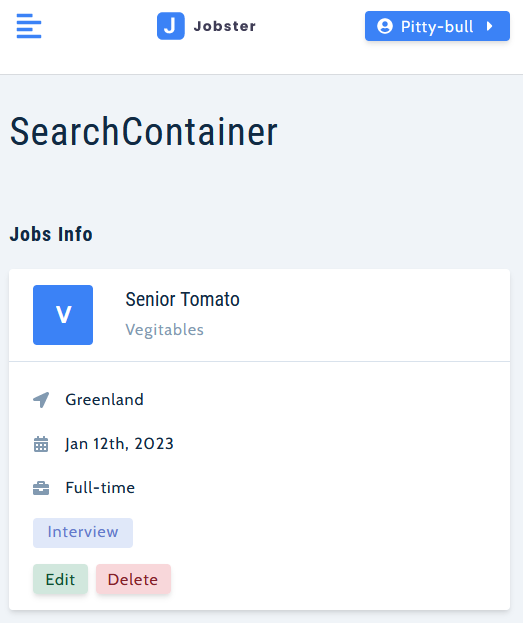 J Jobster
Pitty-bull
SearchContainer
Jobs Info
V
Senior Tomato
Vegitables
Greenland
Jan 12th, 2023
Full-time
Interview
Edit Delete